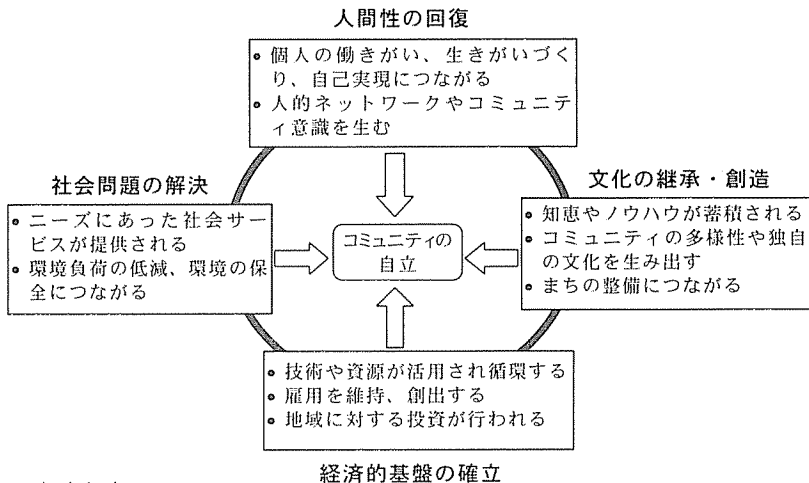 人間性の回復
• 個人の働きがい、生きがいづく
り、自己実現につながる
• 人的ネットワークやコミュニテ
ィ意識を生む
社会問題の解決
• ニーズにあった社会サー
ビスが提供される
• 環境負荷の低減、環境の保
全につながる
コミュニティの
自立
文化の継承・創造
• 知恵やノウハウが蓄積される
• コミュニティの多様性や独自
の文化を生み出す
• まちの整備につながる
• 技術や資源が活用され循環する
• 雇用を維持、創出する
• 地域に対する投資が行われる
経済的基盤の確立